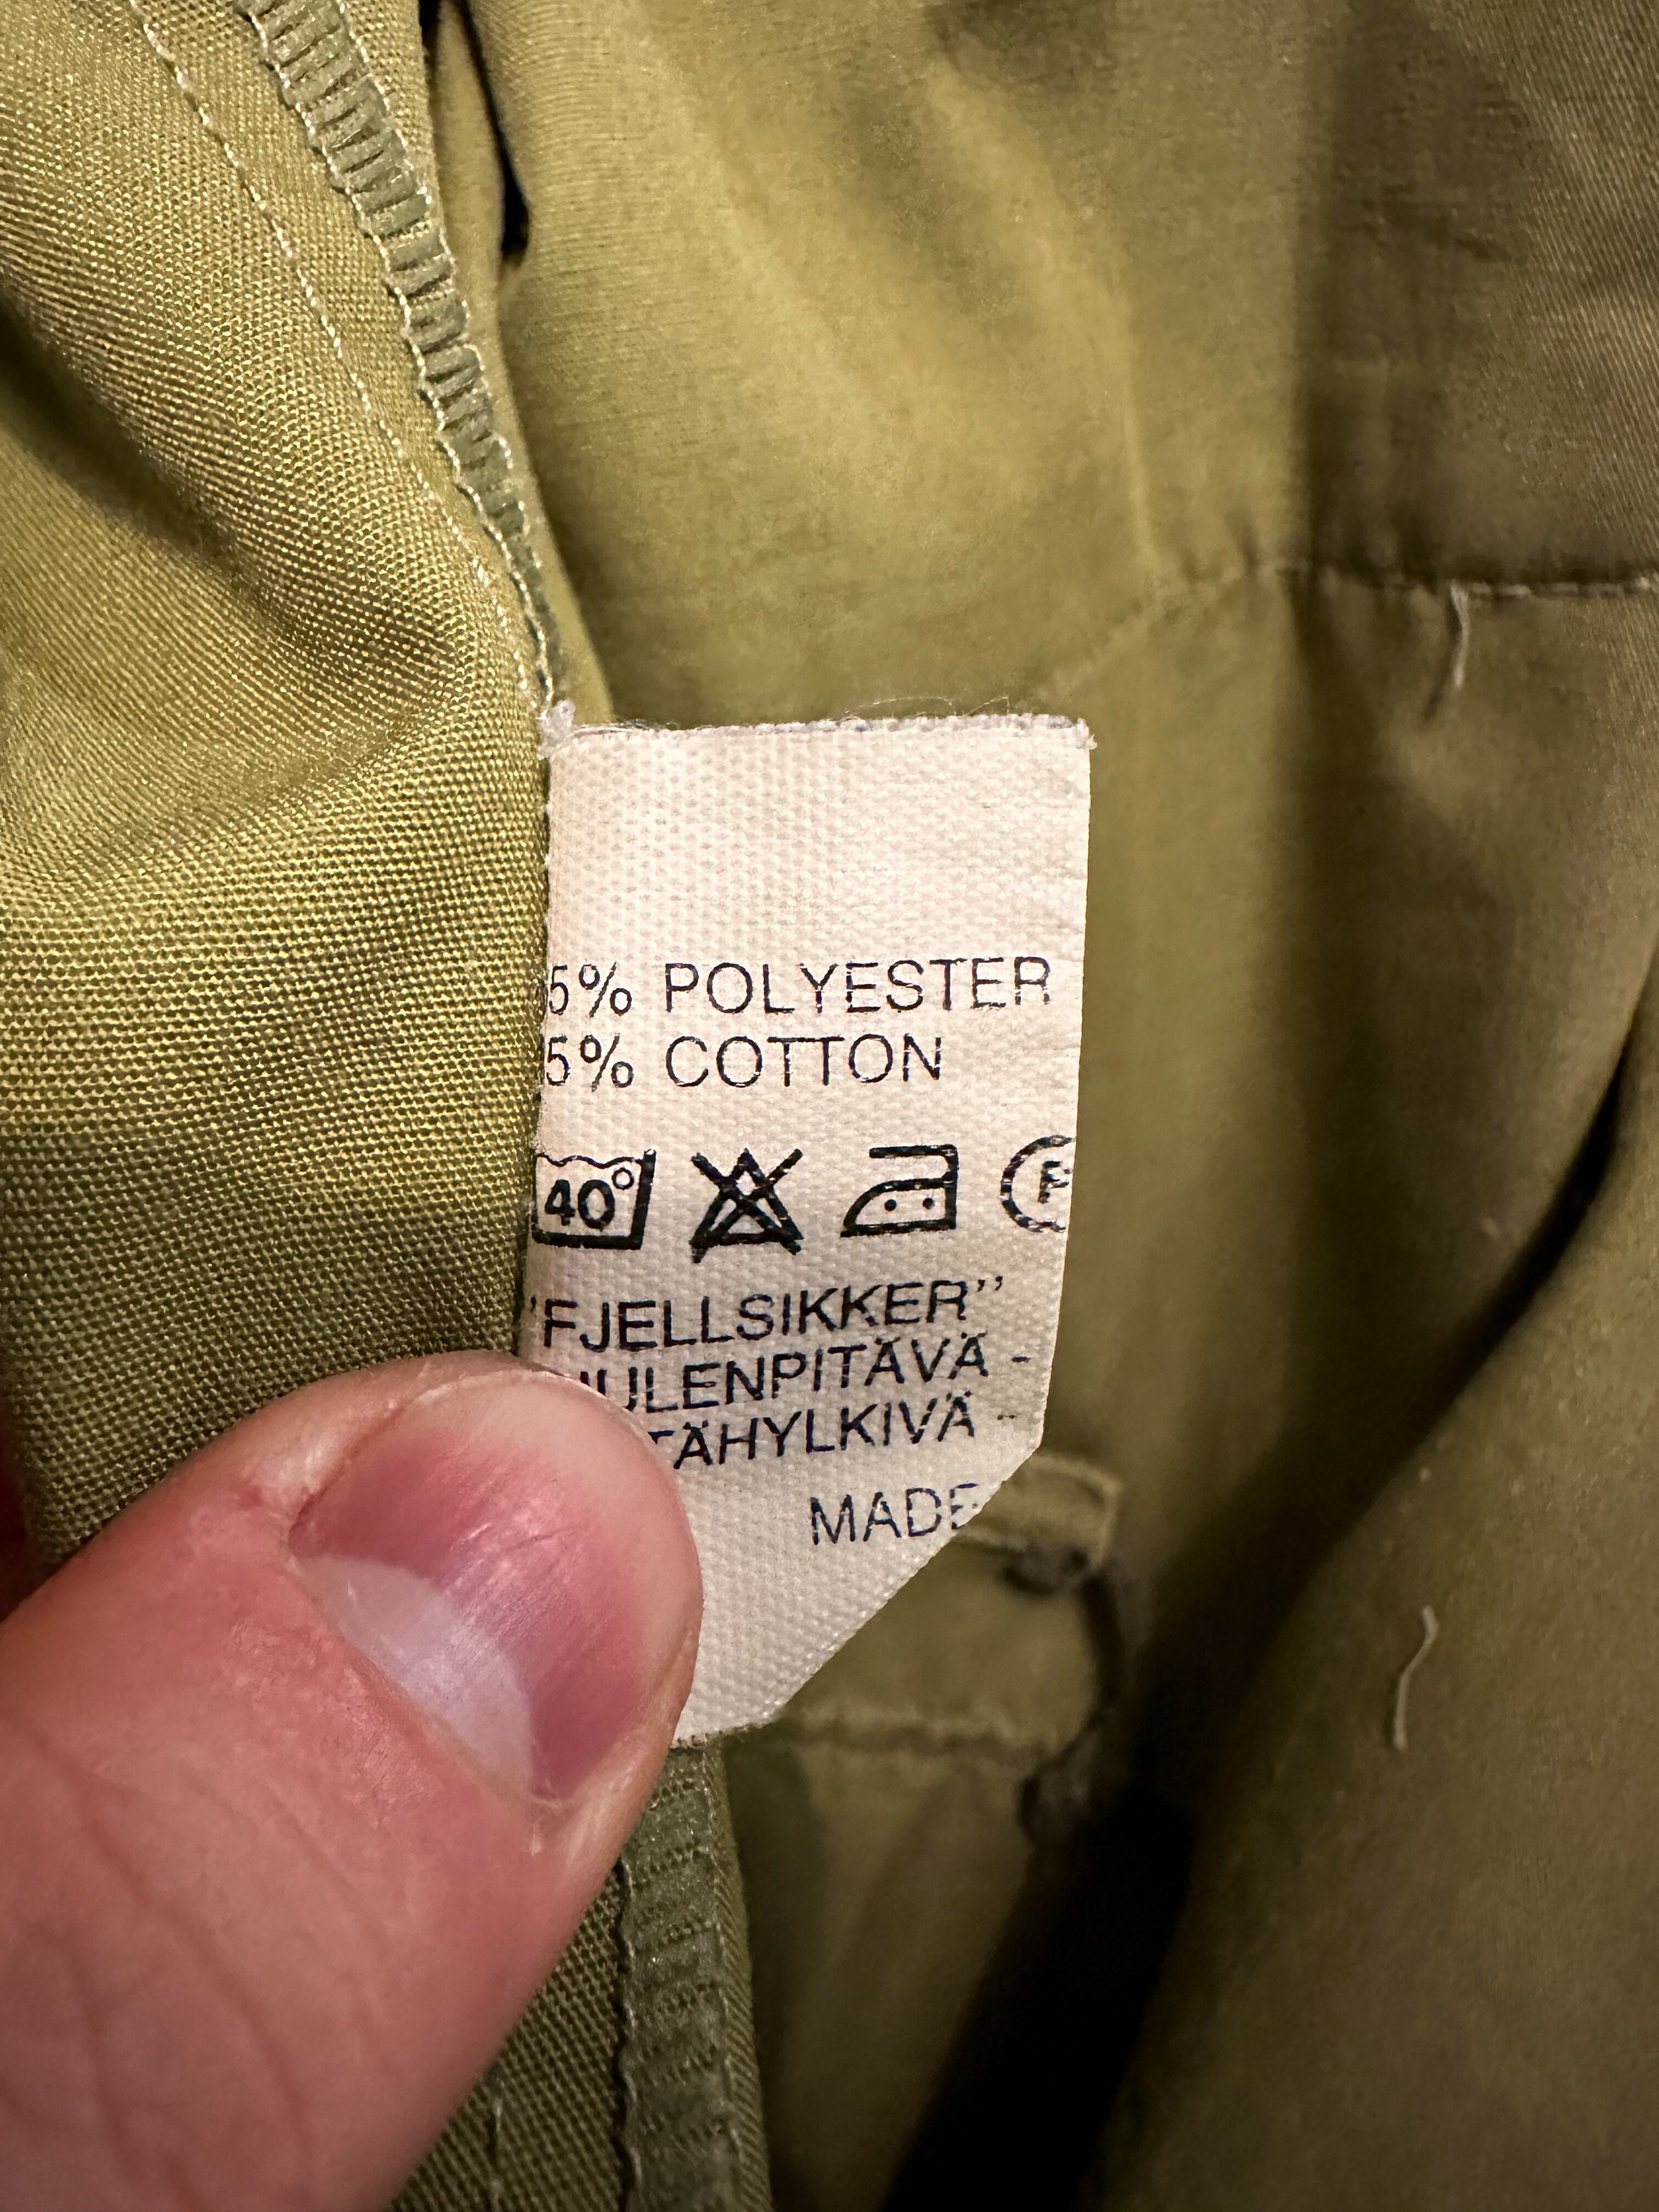 5% POLYESTER
5% COTTON
40° P
"FJELLSIKKER"
ULENPITÄVÄ -
TÄHYLKIVÄ -
MADE